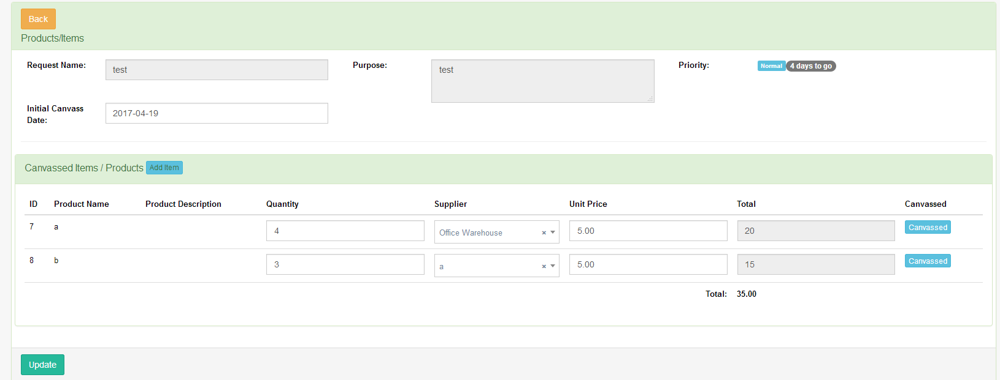 Back
Products/Items
Request Name: test Purpose: test Priority: Normal 4 days to go
Initial Canvass Date: 2017-04-19
Canvassed Items / Products Add Item
ID Product Name Product Description Quantity Supplier Unit Price Total Canvassed
7 a 4 Office Warehouse × 5.00 20 Canvassed
8 b 3 a × 5.00 15 Canvassed
Total: 35.00
Update